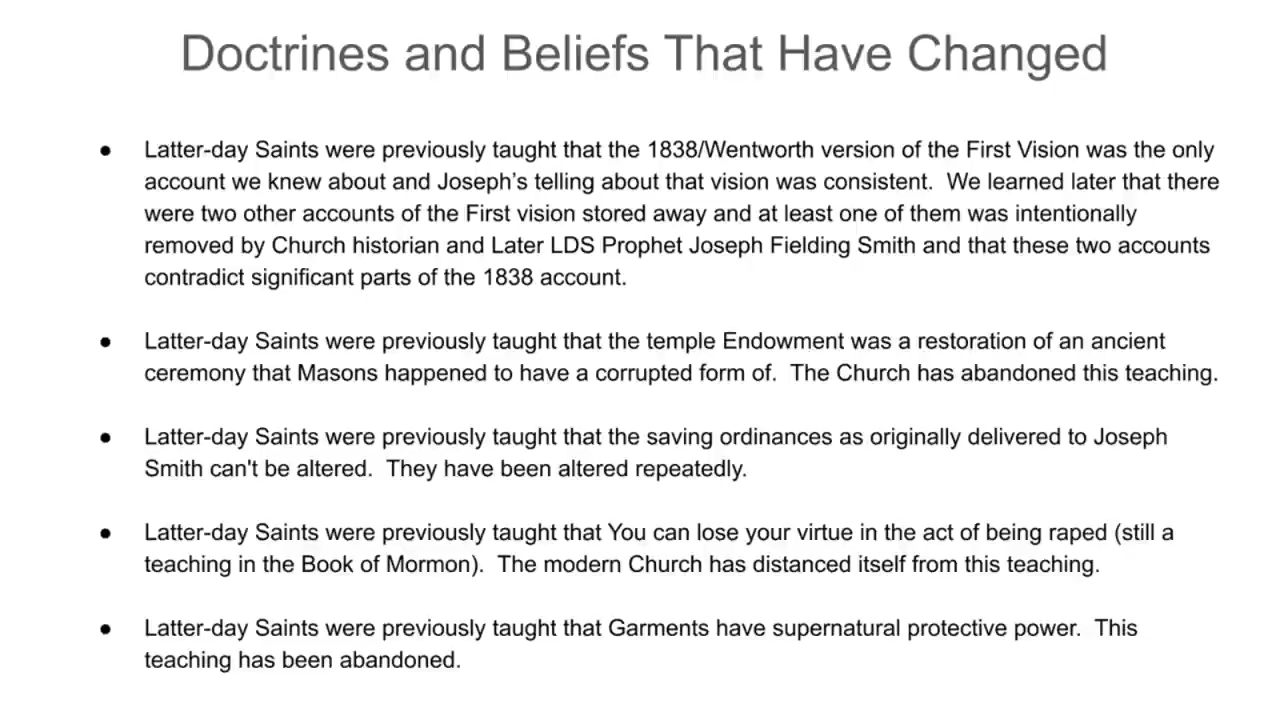 Doctrines and Beliefs That Have Changed
● Latter-day Saints were previously taught that the 1838/Wentworth version of the First Vision was the only
account we knew about and Joseph’s telling about that vision was consistent.  We learned later that there
were two other accounts of the First vision stored away and at least one of them was intentionally
removed by Church historian and Later LDS Prophet Joseph Fielding Smith and that these two accounts
contradict significant parts of the 1838 account.
● Latter-day Saints were previously taught that the temple Endowment was a restoration of an ancient
ceremony that Masons happened to have a corrupted form of.  The Church has abandoned this teaching.
● Latter-day Saints were previously taught that the saving ordinances as originally delivered to Joseph
Smith can't be altered.  They have been altered repeatedly.
● Latter-day Saints were previously taught that You can lose your virtue in the act of being raped (still a
teaching in the Book of Mormon).  The modern Church has distanced itself from this teaching.
● Latter-day Saints were previously taught that Garments have supernatural protective power.  This
teaching has been abandoned.